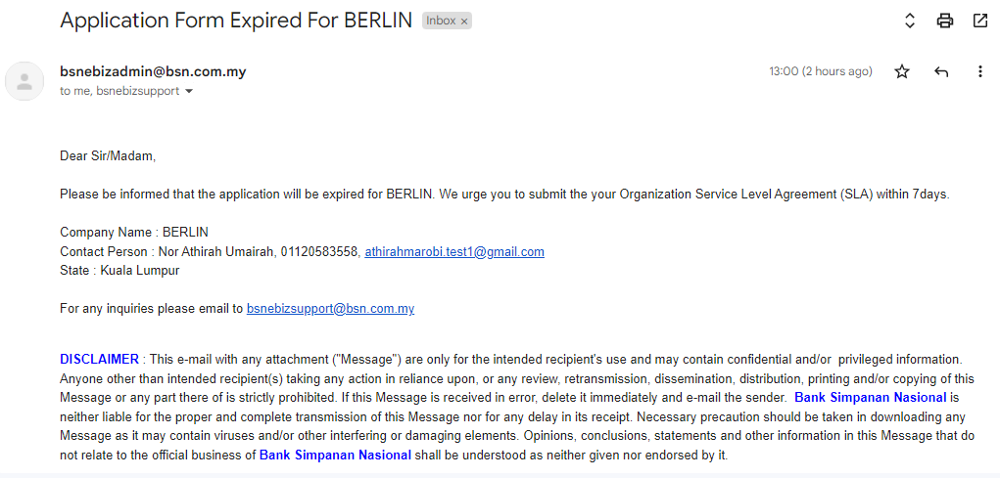 Application Form Expired For BERLIN Inbox x
bsnebizadmin@bsn.com.my 13:00 (2 hours ago)
to me, bsnebizsupport
Dear Sir/Madam,
Please be informed that the application will be expired for BERLIN. We urge you to submit the your Organization Service Level Agreement (SLA) within 7days.
Company Name : BERLIN
Contact Person : Nor Athirah Umairah, 01120583558, athirahmarobi.test1@gmail.com
State : Kuala Lumpur
For any inquiries please email to bsnebizsupport@bsn.com.my
DISCLAIMER : This e-mail with any attachment ("Message") are only for the intended recipient's use and may contain confidential and/or privileged information.
Anyone other than intended recipient(s) taking any action in reliance upon, or any review, retransmission, dissemination, distribution, printing and/or copying of this
Message or any part there of is strictly prohibited. If this Message is received in error, delete it immediately and e-mail the sender. Bank Simpanan Nasional is
neither liable for the proper and complete transmission of this Message nor for any delay in its receipt. Necessary precaution should be taken in downloading any
Message as it may contain viruses and/or other interfering or damaging elements. Opinions, conclusions, statements and other information in this Message that do
not relate to the official business of Bank Simpanan Nasional shall be understood as neither given nor endorsed by it.